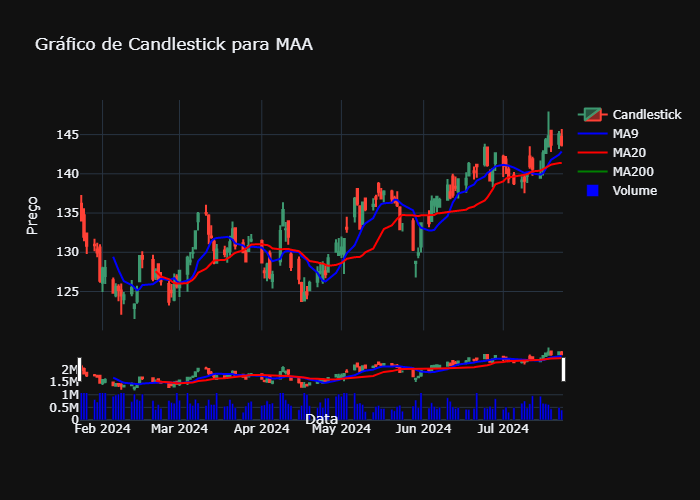 Gráfico de Candlestick para MAA
Candlestick
MA9
MA20
MA200
Volume
Preço
145
140
135
130
125
2M
1.5M
1M
0.5M
0
Data
Feb 2024
Mar 2024
Apr 2024
May 2024
Jun 2024
Jul 2024